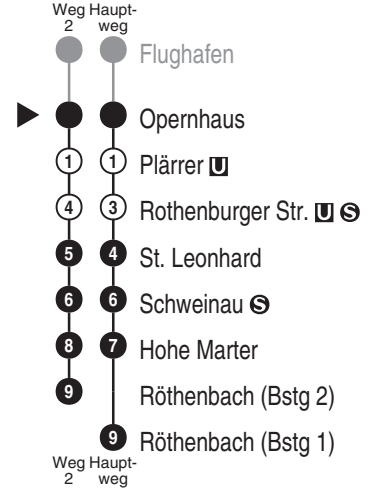 Weg Haupt-
2 weg
Flughafen
Opernhaus
1 1 Plärrer U
4 3 Rothenburger Str. U S
5 4 St. Leonhard
6 6 Schweinau S
8 7 Hohe Marter
9 Röthenbach (Bstg 2)
9 Röthenbach (Bstg 1)
Weg Haupt-
2 weg